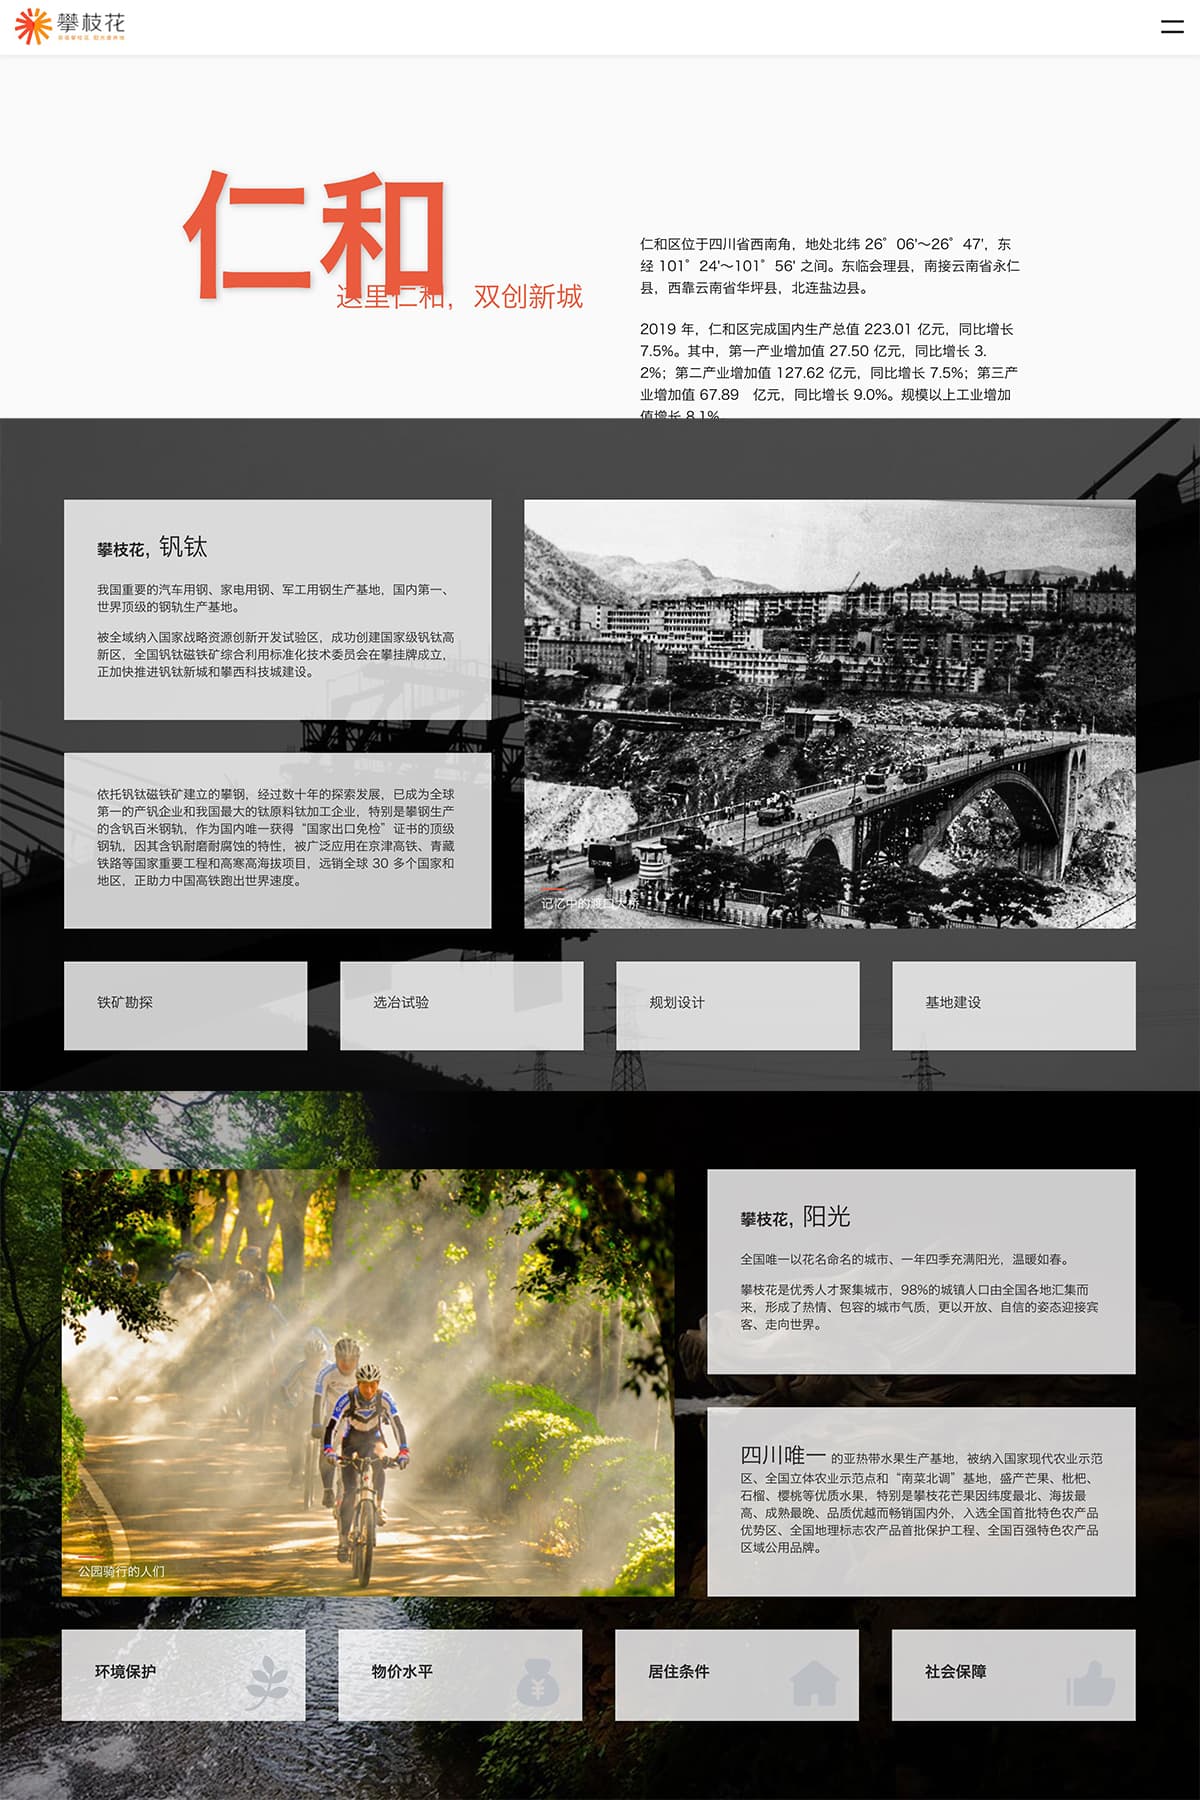 攀枝花
仁和
这里仁和，双创新城
仁和区位于四川省西南角，地处北纬 26°06'～26°47'，东
经 101°24'～101°56' 之间。东临会理县，南接云南省永仁
县，西靠云南省华坪县，北连盐边县。
2019 年，仁和区完成国内生产总值 223.01 亿元，同比增长
7.5%。其中，第一产业增加值 27.50 亿元，同比增长 3.
2%；第二产业增加值 127.62 亿元，同比增长 7.5%；第三产
业增加值 67.89　亿元，同比增长 9.0%。规模以上工业增加
值增长 8.1%
攀枝花, 钒钛
我国重要的汽车用钢、家电用钢、军工用钢生产基地，国内第一、
世界顶级的钢轨生产基地。
被全域纳入国家战略资源创新开发试验区，成功创建国家级钒钛高
新区，全国钒钛磁铁矿综合利用标准化技术委员会在攀挂牌成立，
正加快推进钒钛新城和攀西科技城建设。
依托钒钛磁铁矿建立的攀钢，经过数十年的探索发展，已成为全球
第一的产钒企业和我国最大的钛原料钛加工企业，特别是攀钢生产
的含钒百米钢轨，作为国内唯一获得“国家出口免检”证书的顶级
钢轨，因其含钒耐磨耐腐蚀的特性，被广泛应用在京津高铁、青藏
铁路等国家重要工程和高寒高海拔项目，远销全球 30 多个国家和
地区，正助力中国高铁跑出世界速度。
记忆中的渡口大桥
铁矿勘探
选冶试验
规划设计
基地建设
攀枝花, 阳光
全国唯一以花名命名的城市、一年四季充满阳光，温暖如春。
攀枝花是优秀人才聚集城市，98%的城镇人口由全国各地汇集而
来，形成了热情、包容的城市气质，更以开放、自信的姿态迎接宾
客、走向世界。
四川唯一 的亚热带水果生产基地，被纳入国家现代农业示范
区、全国立体农业示范点和“南菜北调”基地，盛产芒果、枇杷、
石榴、樱桃等优质水果，特别是攀枝花芒果因纬度最北、海拔最
高、成熟最晚、品质优越而畅销国内外，入选全国首批特色农产品
优势区、全国地理标志农产品首批保护工程、全国百强特色农产品
区域公用品牌。
公园骑行的人们
环境保护
物价水平
居住条件
社会保障